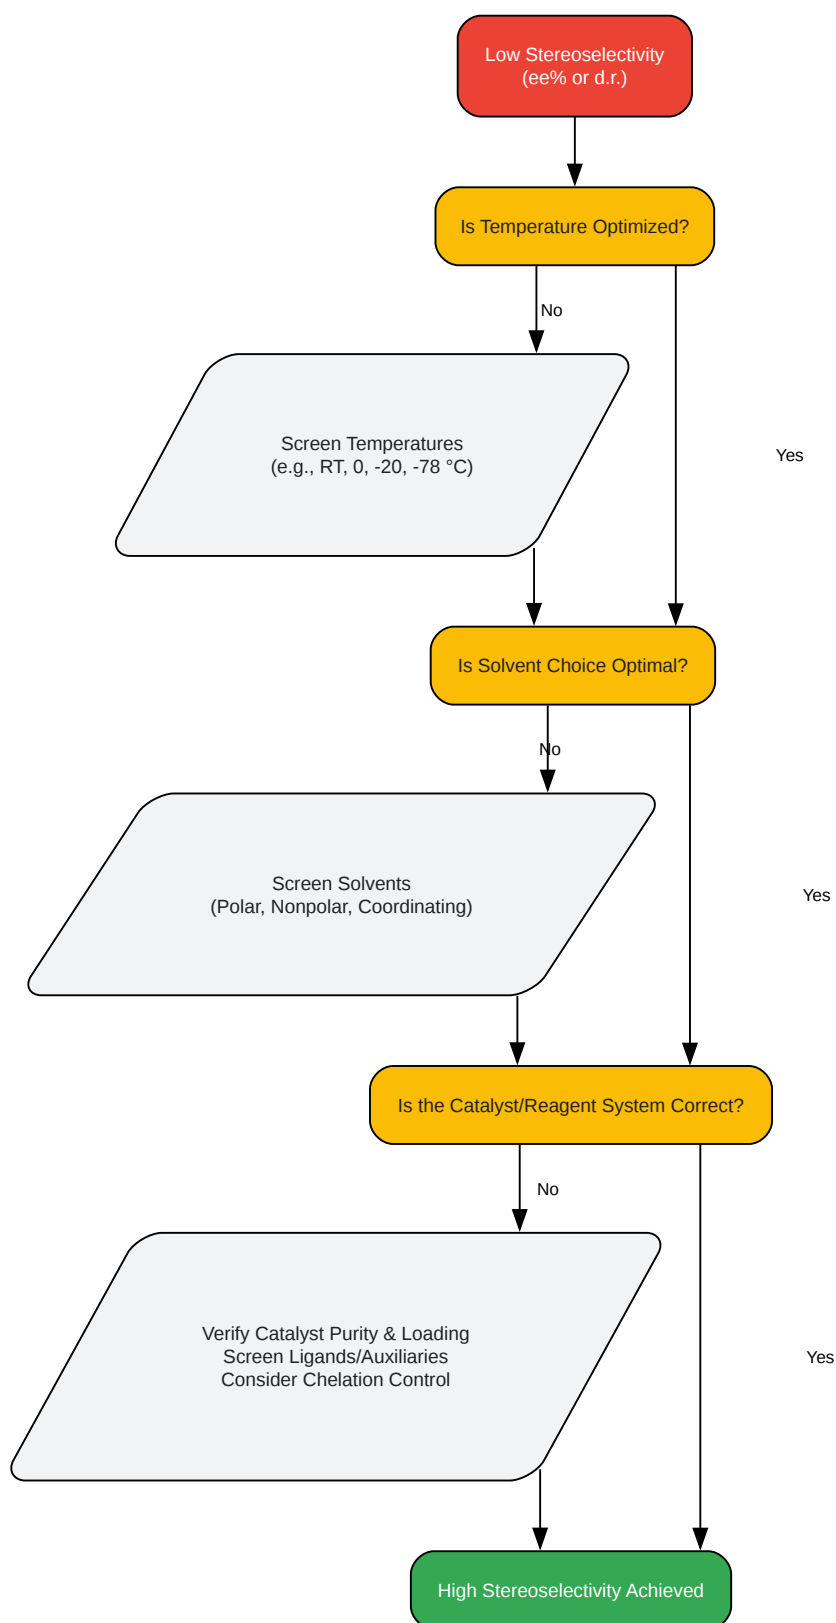 Low Stereoselectivity
(ee% or d.r.)
Is Temperature Optimized?
No
Screen Temperatures
(e.g., RT, 0, -20, -78 °C)
Yes
Is Solvent Choice Optimal?
No
Screen Solvents
(Polar, Nonpolar, Coordinating)
Yes
Is the Catalyst/Reagent System Correct?
No
Verify Catalyst Purity & Loading
Screen Ligands/Auxiliaries
Consider Chelation Control
Yes
High Stereoselectivity Achieved